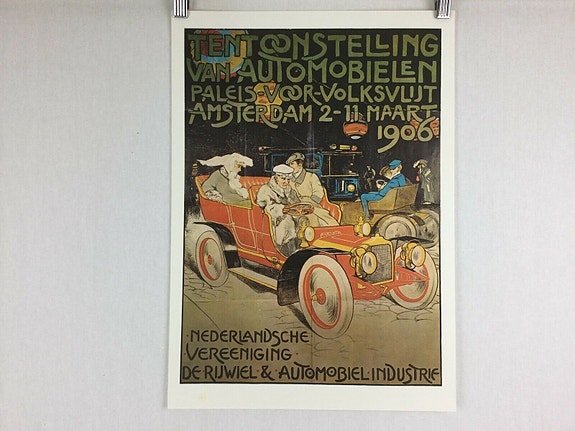 TENTOONSTELLING
VAN AUTOMOBIELEN
PALEIS-VOOR-VOLKSVLIJT
AMSTERDAM 2-11 MAART
1906
·NEDERLANDSCHE·
VEREENIGING·
DE·RIJWIEL·&·AUTOMOBIEL·INDUSTRIE